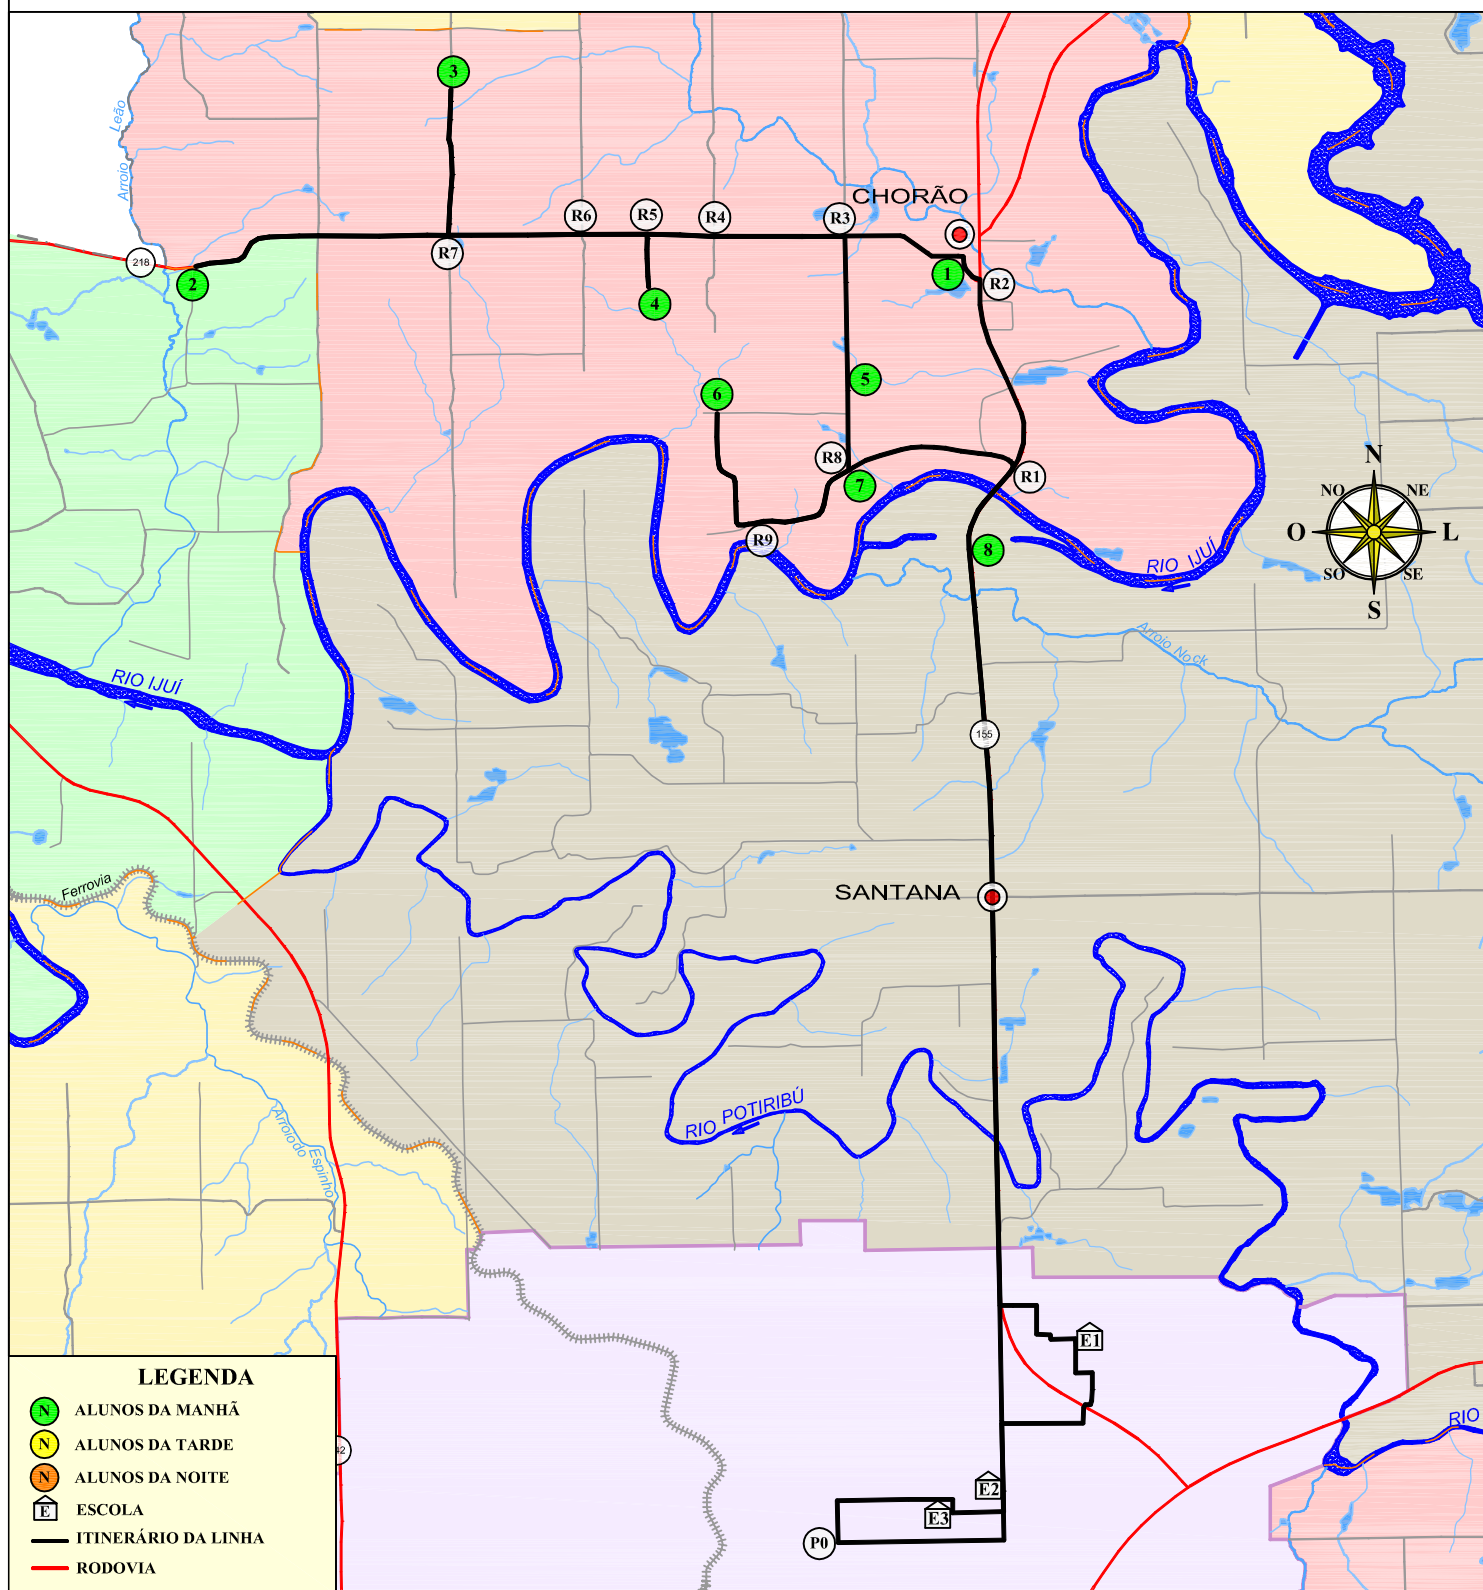 3
Arroio Leão
CHORÃO
R6
R5
R4
R3
R7
218
2
1
R2
4
5
6
R8
7
R1
R9
8
N
NO
NE
O
L
SO
SE
S
RIO IJUÍ
Arroio Nock
RIO IJUÍ
155
Ferrovia
SANTANA
RIO POTIRIBÚ
Arroio do Espinho
E1
E2
E3
P0
RIO
LEGENDA
N ALUNOS DA MANHÃ
N ALUNOS DA TARDE
N ALUNOS DA NOITE
E ESCOLA
ITINERÁRIO DA LINHA
RODOVIA